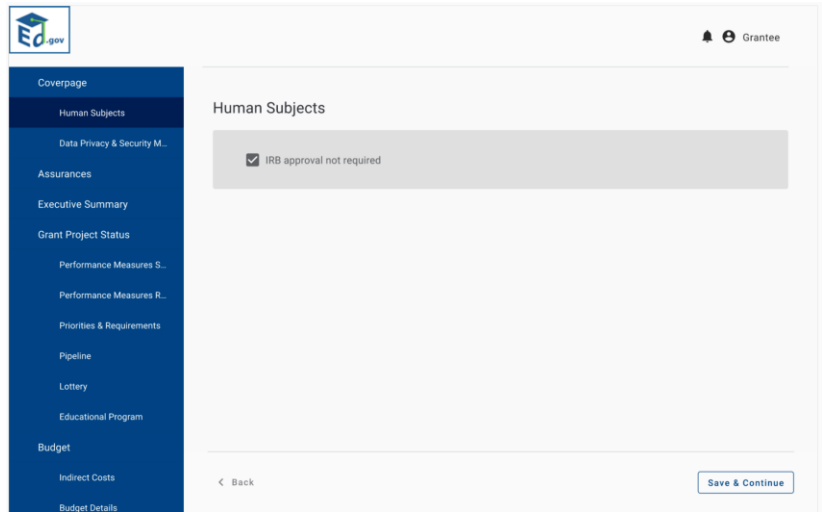 Ed.gov
Grantee
Coverpage
Human Subjects
Data Privacy & Security M...
Assurances
Executive Summary
Grant Project Status
Performance Measures S...
Performance Measures R...
Priorities & Requirements
Pipeline
Lottery
Educational Program
Budget
Indirect Costs
Budget Details
Human Subjects
IRB approval not required
Back
Save & Continue